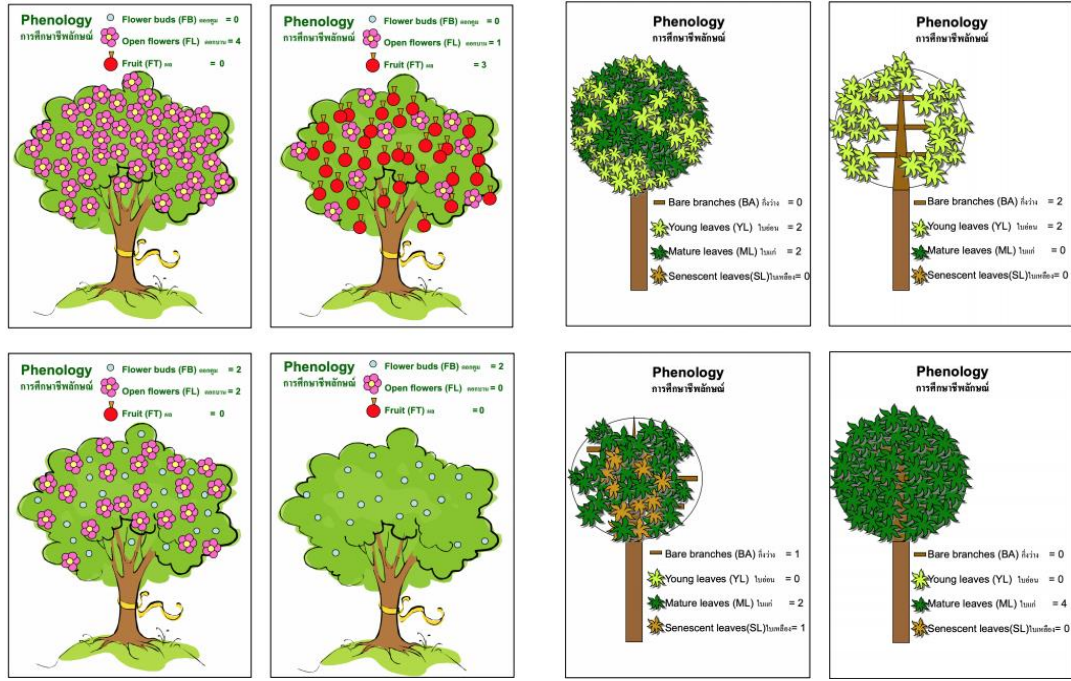 Phenology
การศึกษาชีพลักษณ์
Flower buds (FB) ดอกตูม = 0
Open flowers (FL) ดอกบาน = 4
Fruit (FT) ผล = 0
Phenology
การศึกษาชีพลักษณ์
Flower buds (FB) ดอกตูม = 0
Open flowers (FL) ดอกบาน = 1
Fruit (FT) ผล = 3
Phenology
การศึกษาชีพลักษณ์
Bare branches (BA) กิ่งว่าง = 0
Young leaves (YL) ใบอ่อน = 2
Mature leaves (ML) ใบแก่ = 2
Senescent leaves(SL)ใบเหลือง= 0
Phenology
การศึกษาชีพลักษณ์
Bare branches (BA) กิ่งว่าง = 2
Young leaves (YL) ใบอ่อน = 2
Mature leaves (ML) ใบแก่ = 0
Senescent leaves(SL)ใบเหลือง= 0
Phenology
การศึกษาชีพลักษณ์
Flower buds (FB) ดอกตูม = 2
Open flowers (FL) ดอกบาน = 2
Fruit (FT) ผล = 0
Phenology
การศึกษาชีพลักษณ์
Flower buds (FB) ดอกตูม = 2
Open flowers (FL) ดอกบาน = 0
Fruit (FT) ผล = 0
Phenology
การศึกษาชีพลักษณ์
Bare branches (BA) กิ่งว่าง = 1
Young leaves (YL) ใบอ่อน = 0
Mature leaves (ML) ใบแก่ = 2
Senescent leaves(SL)ใบเหลือง= 1
Phenology
การศึกษาชีพลักษณ์
Bare branches (BA) กิ่งว่าง = 0
Young leaves (YL) ใบอ่อน = 0
Mature leaves (ML) ใบแก่ = 4
Senescent leaves(SL)ใบเหลือง= 0